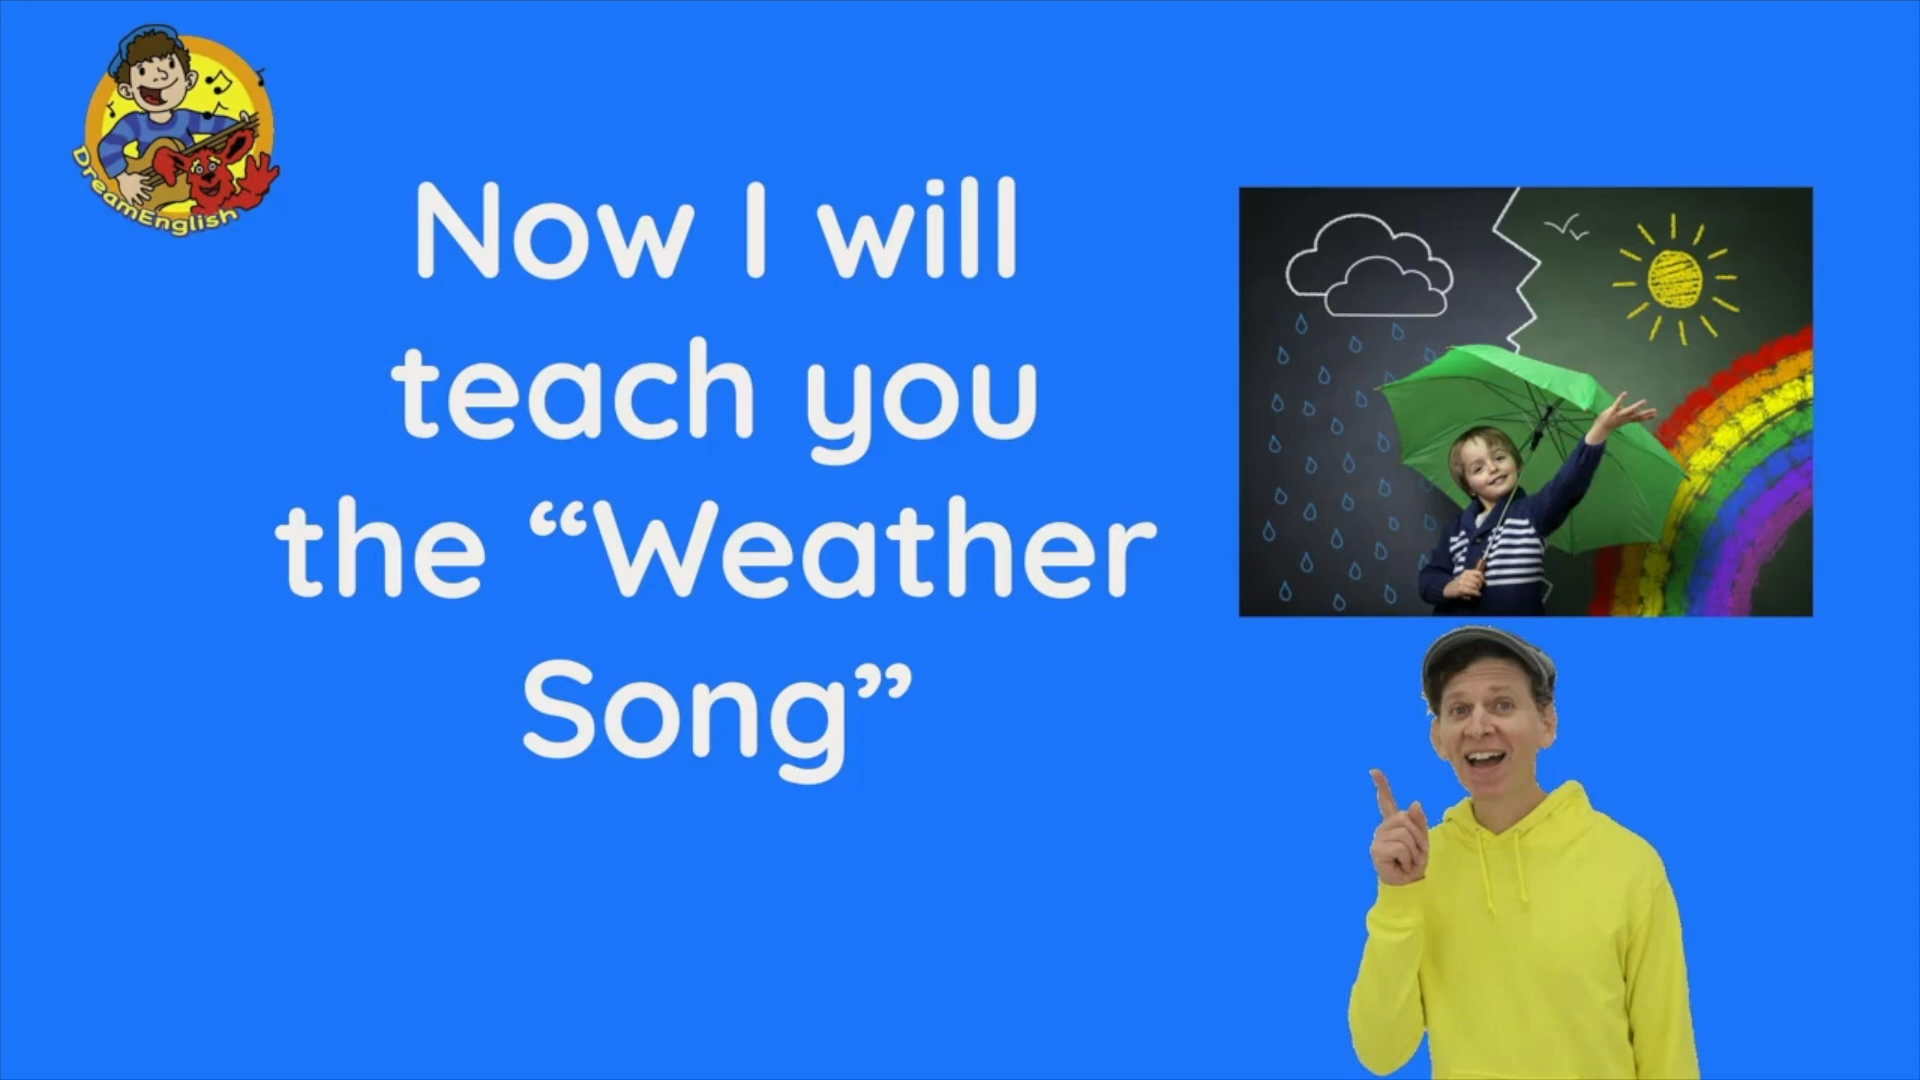 DreamEnglish
Now I will
teach you
the “Weather
Song”